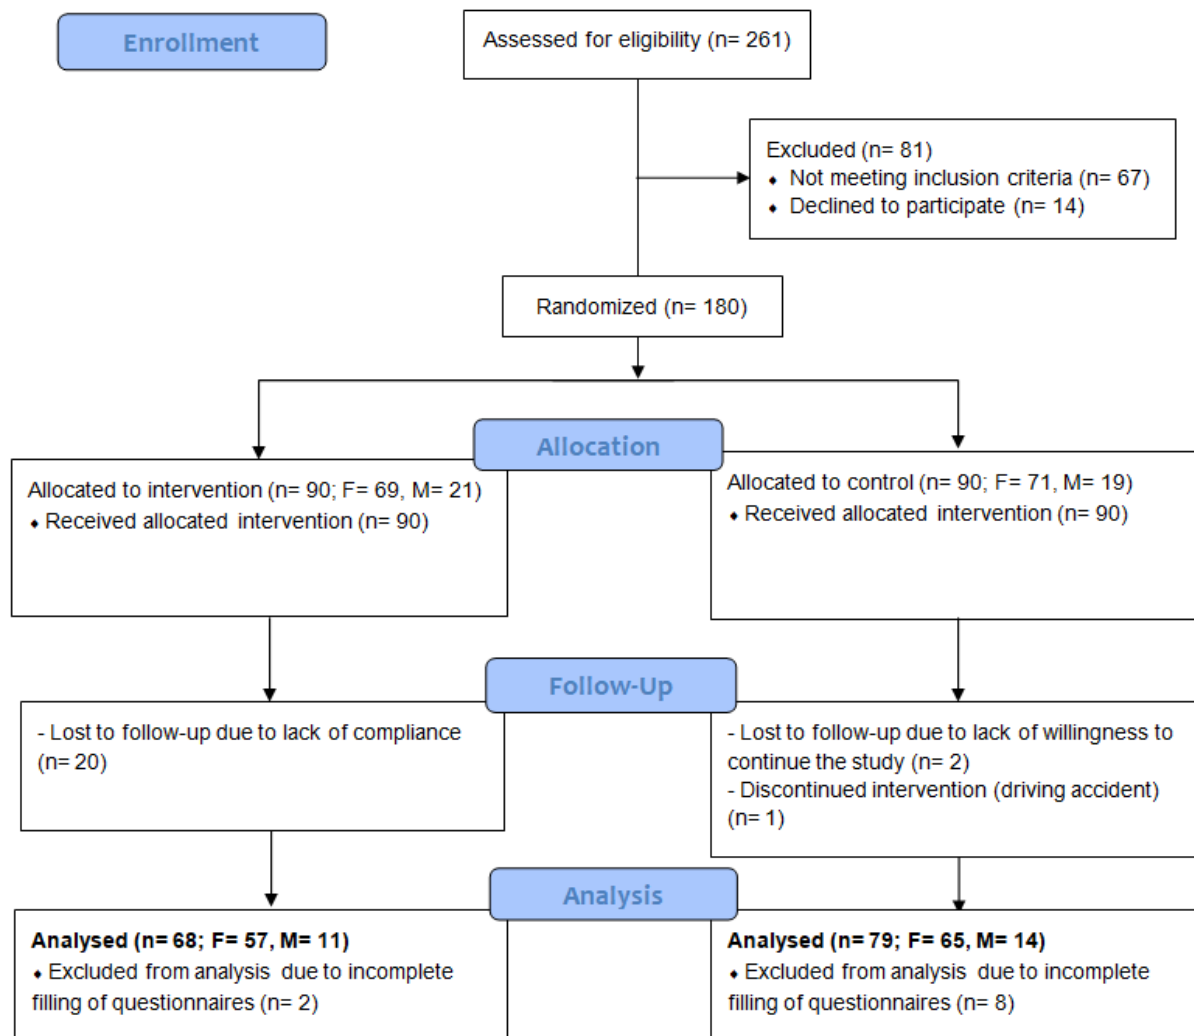 Enrollment
Assessed for eligibility (n= 261)
Excluded (n= 81)
⬧ Not meeting inclusion criteria (n= 67)
⬧ Declined to participate (n= 14)
Randomized (n= 180)
Allocation
Allocated to intervention (n= 90; F= 69, M= 21)
⬧ Received allocated intervention (n= 90)
Allocated to control (n= 90; F= 71, M= 19)
⬧ Received allocated intervention (n= 90)
Follow-Up
- Lost to follow-up due to lack of compliance
(n= 20)
- Lost to follow-up due to lack of willingness to
continue the study (n= 2)
- Discontinued intervention (driving accident)
(n= 1)
Analysis
Analysed (n= 68; F= 57, M= 11)
⬧ Excluded from analysis due to incomplete
filling of questionnaires (n= 2)
Analysed (n= 79; F= 65, M= 14)
⬧ Excluded from analysis due to incomplete
filling of questionnaires (n= 8)